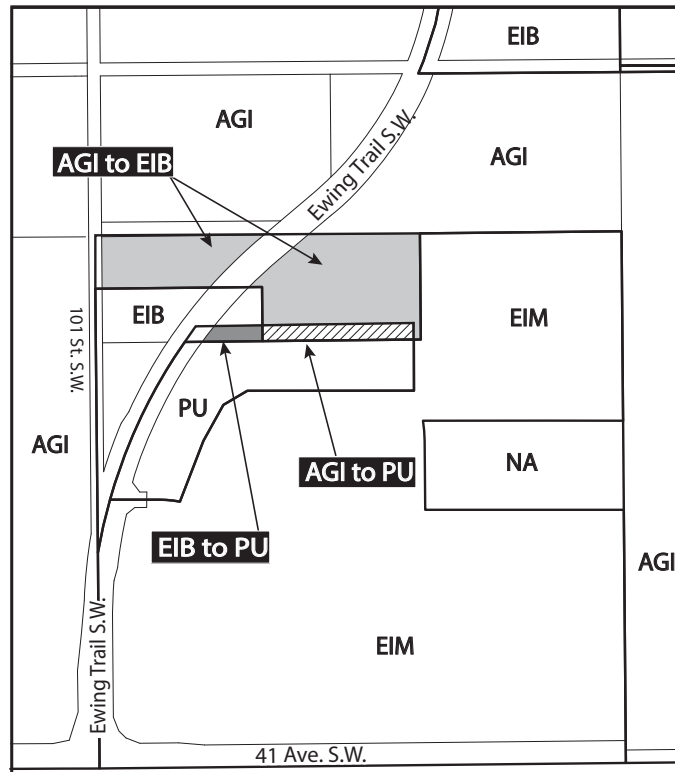 EIB
AGI
AGI
Ewing Trail S.W.
AGI to EIB
101 St. S.W.
EIB
EIM
PU
AGI
NA
AGI to PU
EIB to PU
AGI
EIM
Ewing Trail S.W.
41 Ave. S.W.